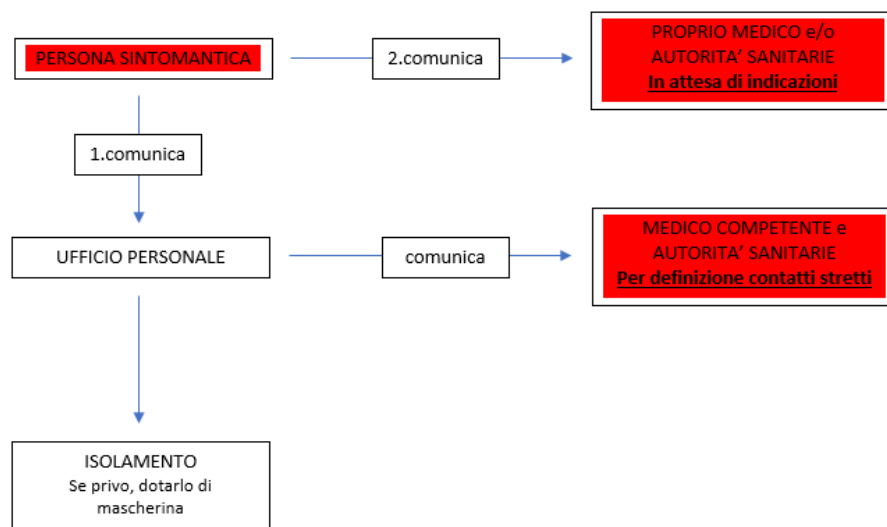 PERSONA SINTOMANTICA
2.comunica
PROPRIO MEDICO e/o
AUTORITA’ SANITARIE
In attesa di indicazioni
1.comunica
UFFICIO PERSONALE
comunica
MEDICO COMPETENTE e
AUTORITA’ SANITARIE
Per definizione contatti stretti
ISOLAMENTO
Se privo, dotarlo di
mascherina